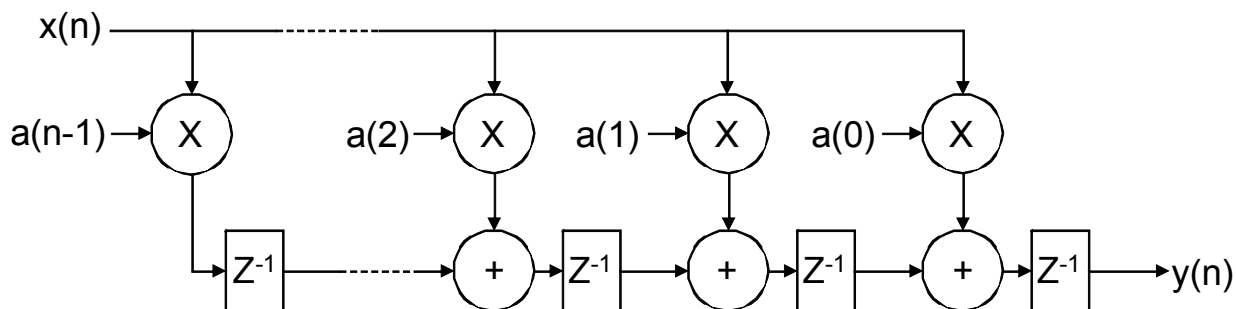 x(n)
a(n-1) X a(2) X a(1) X a(0) X
Z-1 + Z-1 + Z-1 + Z-1 y(n)